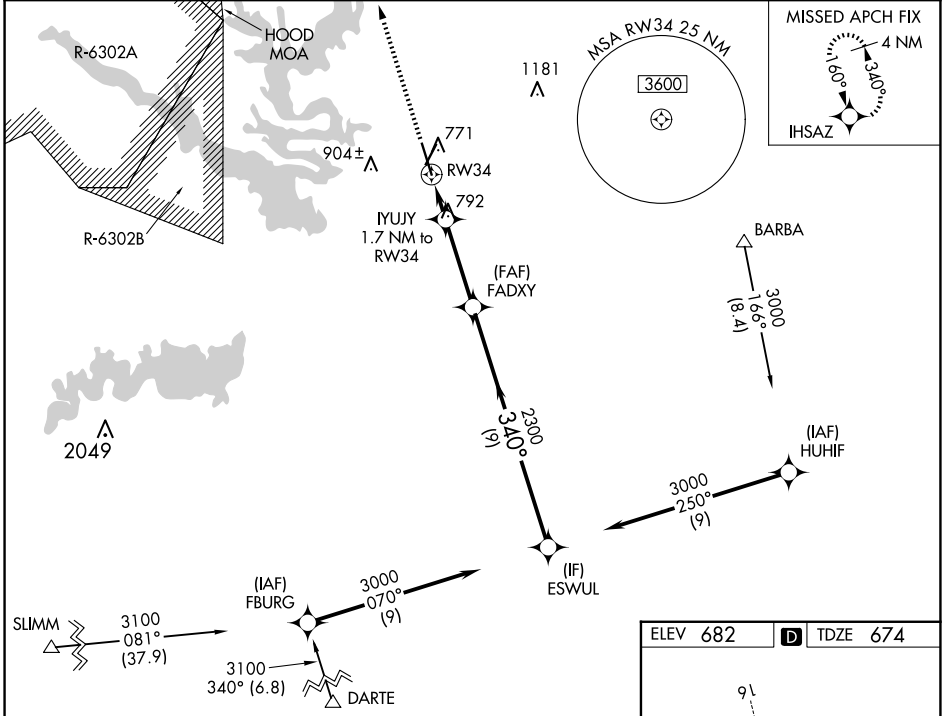 R-6302A
HOOD
MOA
R-6302B
MSA RW34 25 NM
3600
1181
MISSED APCH FIX
4 NM
160°
340°
IHSAZ
904±
771
RW34
792
IYUJY
1.7 NM to
RW34
(FAF)
FADXY
BARBA
3000
166°
(8.4)
2049
2300
340°
(9)
(IAF)
HUHIF
3000
250°
(9)
(IF)
ESWUL
(IAF)
FBURG
3000
070°
(9)
SLIMM
3100
081°
(37.9)
3100
340° (6.8)
DARTE
ELEV 682 D TDZE 674
16